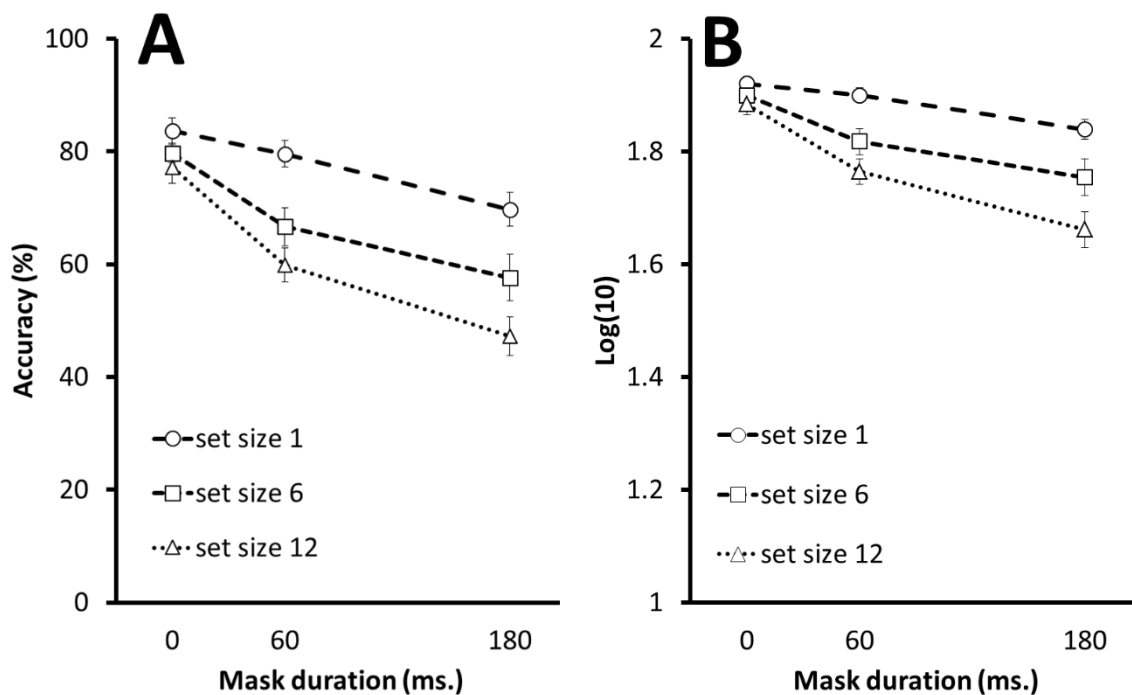 A
100
80
60
40
20
0
Accuracy (%)
set size 1
set size 6
set size 12
0 60 180
Mask duration (ms.)
B
2
1.8
1.6
1.4
1.2
1
Log(10)
set size 1
set size 6
set size 12
0 60 180
Mask duration (ms.)